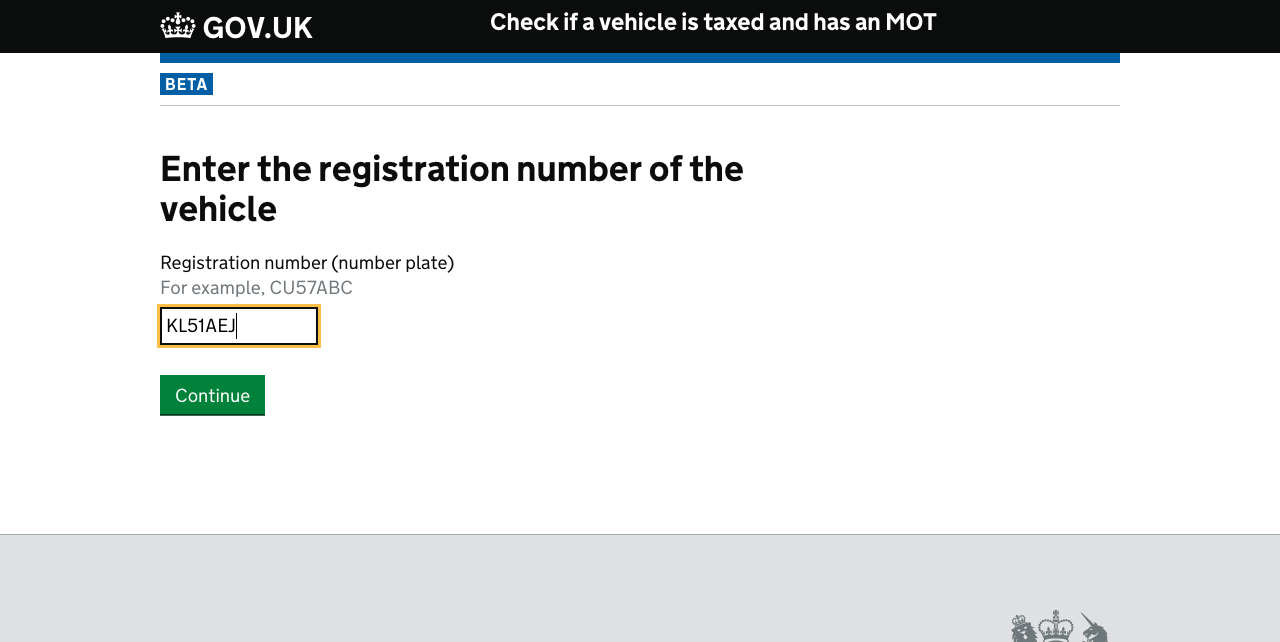 GOV.UK
Check if a vehicle is taxed and has an MOT
BETA
Enter the registration number of the
vehicle
Registration number (number plate)
For example, CU57ABC
KL51AEJ
Continue